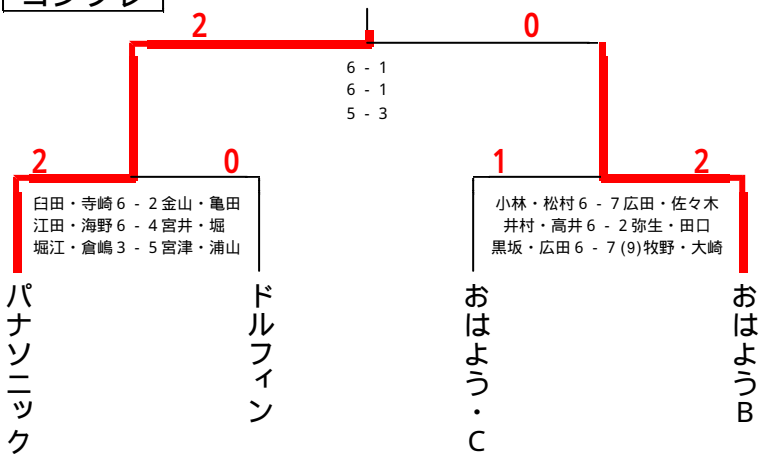 コンソレ
2
0
6 - 1
6 - 1
5 - 3
2
0
1
2
臼田・寺崎 6 - 2 金山・亀田
江田・海野 6 - 4 宮井・堀
堀江・倉嶋 3 - 5 宮津・浦山
小林・松村 6 - 7 広田・佐々木
井村・高井 6 - 2 弥生・田口
黒坂・広田 6 - 7 (9)牧野・大崎
パナソニック
ドルフィン
おはよう・C
おはようB